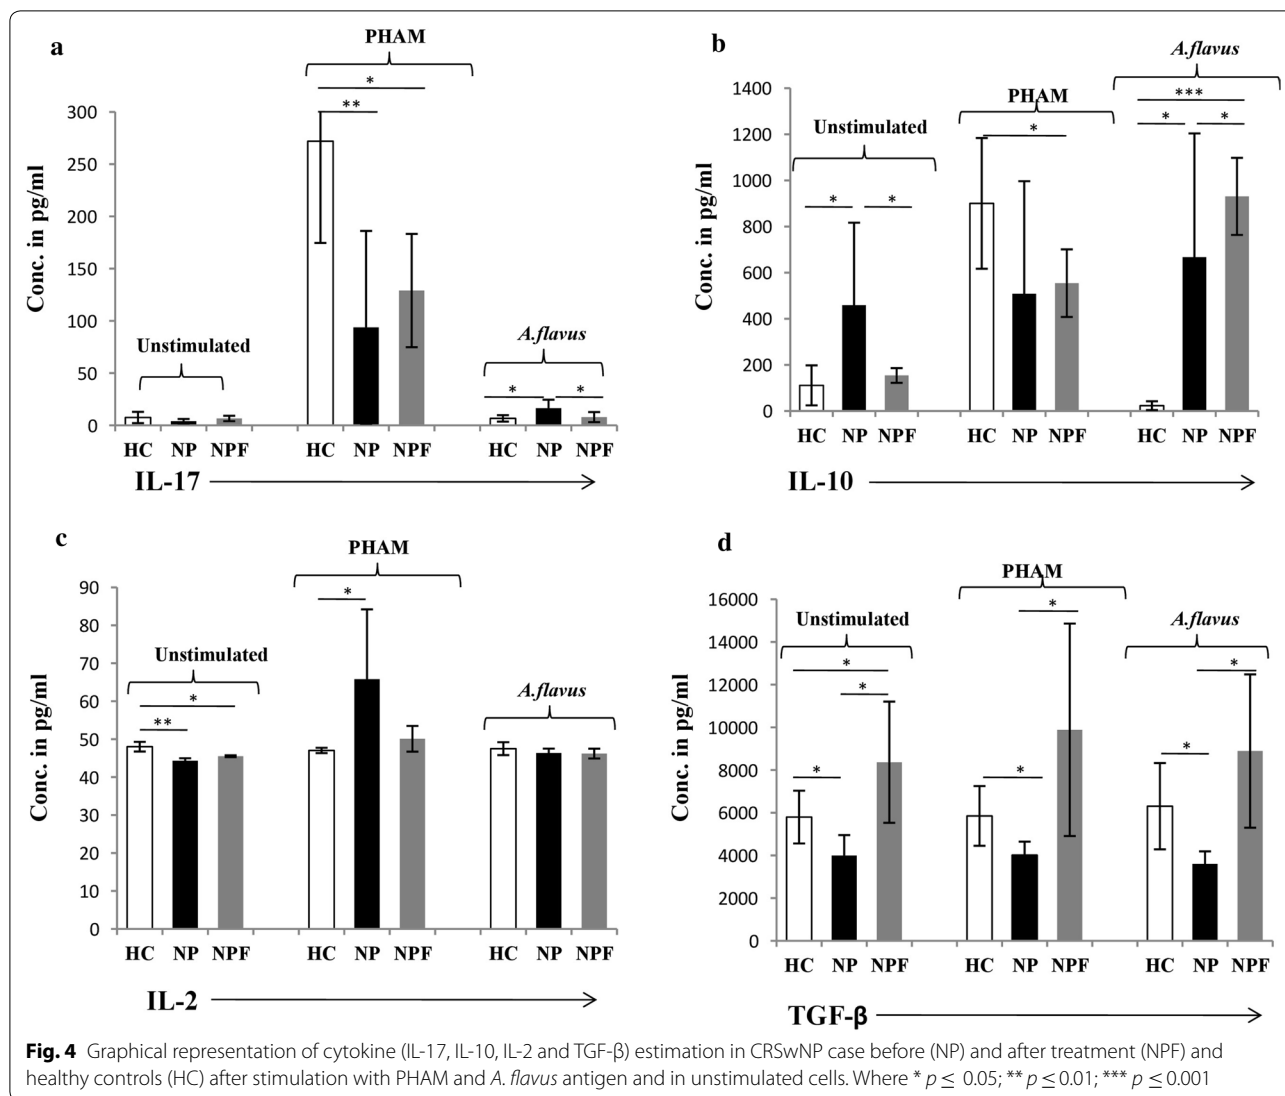 a
PHAM
*
**
Conc. in pg/ml
300
250
200
150
100
50
0
Unstimulated
A.flavus
*
*
HC NP NPF HC NP NPF HC NP NPF
IL-17
b
A.flavus
PHAM
Unstimulated
***
*
*
*
*
*
Conc. in pg/ml
1400
1200
1000
800
600
400
200
0
HC NP NPF HC NP NPF HC NP NPF
IL-10
c
PHAM
*
Unstimulated
*
**
A.flavus
Conc. in pg/ml
90
80
70
60
50
40
30
20
10
0
HC NP NPF HC NP NPF HC NP NPF
IL-2
d
PHAM
Unstimulated
A.flavus
*
*
*
*
*
*
*
Conc. in pg/ml
16000
14000
12000
10000
8000
6000
4000
2000
0
HC NP NPF HC NP NPF HC NP NPF
TGF-β
Fig. 4 Graphical representation of cytokine (IL-17, IL-10, IL-2 and TGF-β) estimation in CRSwNP case before (NP) and after treatment (NPF) and
healthy controls (HC) after stimulation with PHAM and A. flavus antigen and in unstimulated cells. Where * p ≤ 0.05; ** p ≤ 0.01; *** p ≤ 0.001